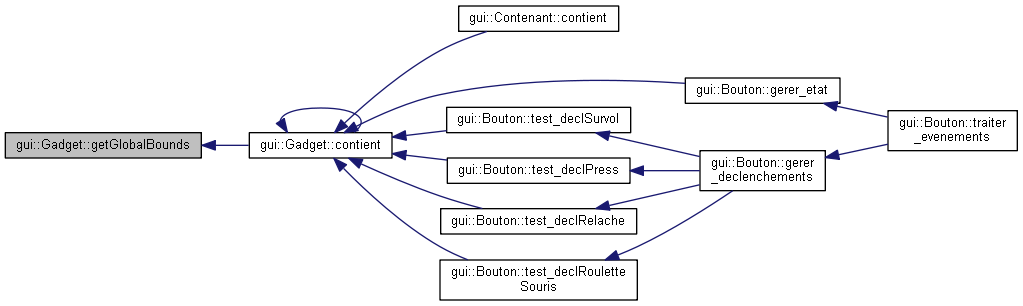 gui::Contenant::contient
gui::Bouton::gerer_etat
gui::Bouton::test_declSurvol
gui::Bouton::traiter
_evenements
gui::Gadget::getGlobalBounds
gui::Gadget::contient
gui::Bouton::test_declPress
gui::Bouton::gerer
_declenchements
gui::Bouton::test_declRelache
gui::Bouton::test_declRoulette
Souris